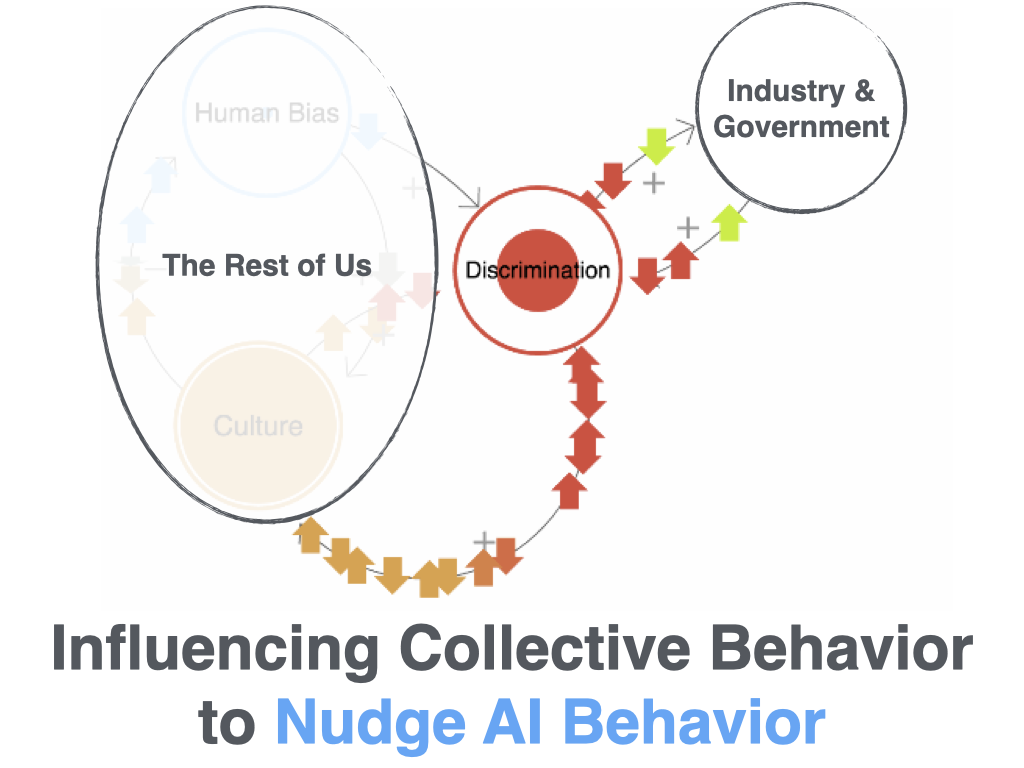 Human Bias
Industry &
Government
+
+
+
The Rest of Us
Discrimination
Culture
+
Influencing Collective Behavior
to Nudge AI Behavior